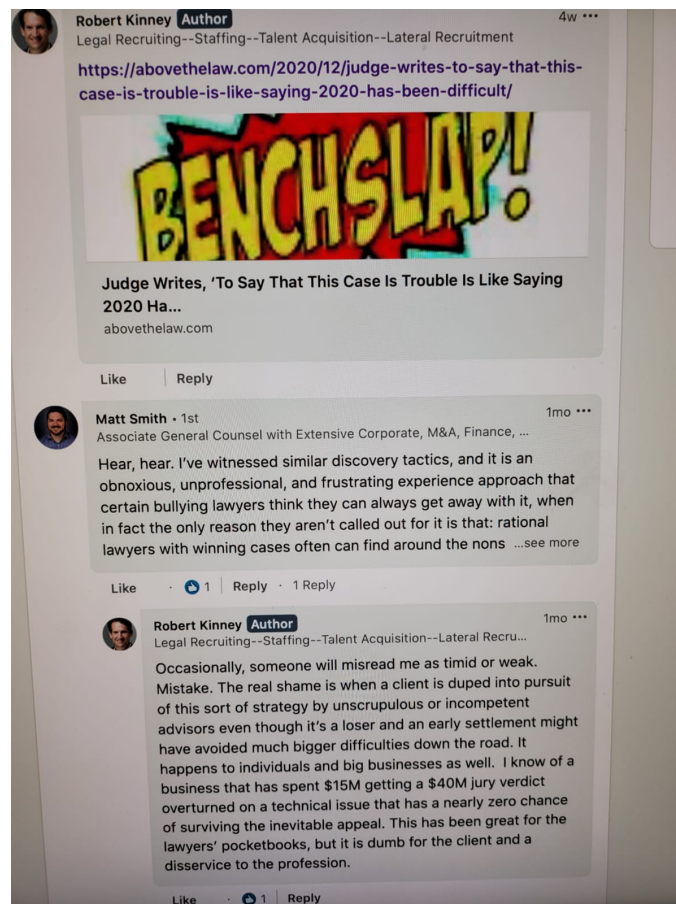 Robert Kinney Author
4w •••
Legal Recruiting--Staffing--Talent Acquisition--Lateral Recruitment
https://abovethelaw.com/2020/12/judge-writes-to-say-that-this-
case-is-trouble-is-like-saying-2020-has-been-difficult/
BENCHSLAP!
Judge Writes, ‘To Say That This Case Is Trouble Is Like Saying
2020 Ha...
abovethelaw.com
Like Reply
Matt Smith • 1st
1mo •••
Associate General Counsel with Extensive Corporate, M&A, Finance, ...
Hear, hear. I’ve witnessed similar discovery tactics, and it is an
obnoxious, unprofessional, and frustrating experience approach that
certain bullying lawyers think they can always get away with it, when
in fact the only reason they aren’t called out for it is that: rational
lawyers with winning cases often can find around the nons ...see more
Like · 1 Reply · 1 Reply
Robert Kinney Author
1mo •••
Legal Recruiting--Staffing--Talent Acquisition--Lateral Recru...
Occasionally, someone will misread me as timid or weak.
Mistake. The real shame is when a client is duped into pursuit
of this sort of strategy by unscrupulous or incompetent
advisors even though it’s a loser and an early settlement might
have avoided much bigger difficulties down the road. It
happens to individuals and big businesses as well. I know of a
business that has spent $15M getting a $40M jury verdict
overturned on a technical issue that has a nearly zero chance
of surviving the inevitable appeal. This has been great for the
lawyers’ pocketbooks, but it is dumb for the client and a
disservice to the profession.
Like · 1 Reply